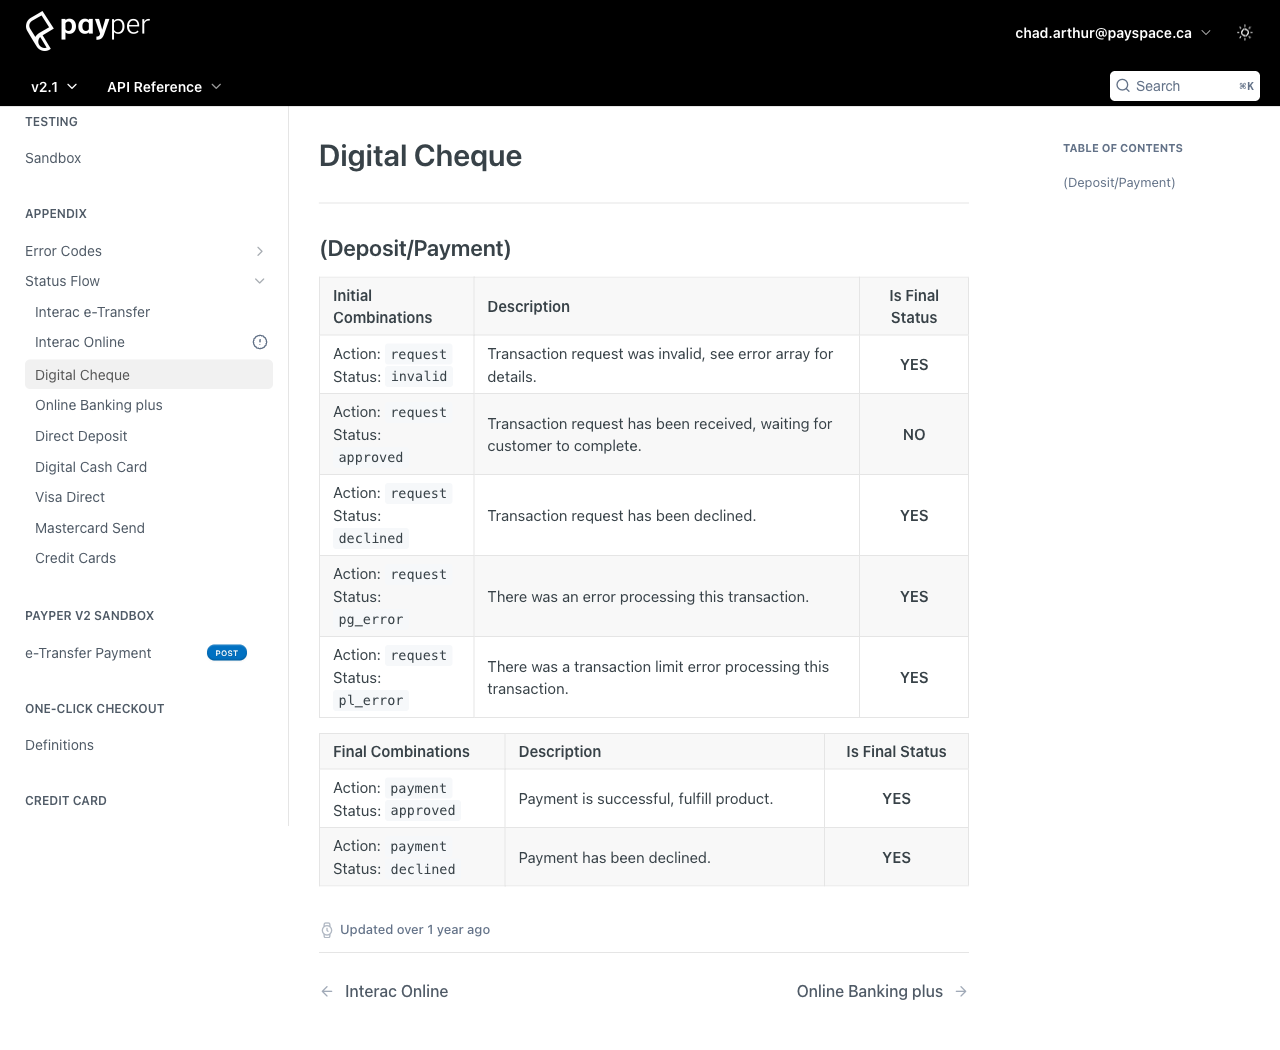 payper
chad.arthur@payspace.ca
v2.1
API Reference
Search
⌘K
TESTING
Sandbox
APPENDIX
Error Codes
Status Flow
Interac e-Transfer
Interac Online
Digital Cheque
Online Banking plus
Direct Deposit
Digital Cash Card
Visa Direct
Mastercard Send
Credit Cards
PAYPER V2 SANDBOX
e-Transfer Payment POST
ONE-CLICK CHECKOUT
Definitions
CREDIT CARD
Digital Cheque
(Deposit/Payment)
Initial
Combinations
Description
Is Final
Status
Action: request
Status: invalid
Transaction request was invalid, see error array for
details.
YES
Action: request
Status:
approved
Transaction request has been received, waiting for
customer to complete.
NO
Action: request
Status:
declined
Transaction request has been declined.
YES
Action: request
Status:
pg_error
There was an error processing this transaction.
YES
Action: request
Status:
pl_error
There was a transaction limit error processing this
transaction.
YES
Final Combinations
Description
Is Final Status
Action: payment
Status: approved
Payment is successful, fulfill product.
YES
Action: payment
Status: declined
Payment has been declined.
YES
Updated over 1 year ago
← Interac Online
Online Banking plus →
TABLE OF CONTENTS
(Deposit/Payment)